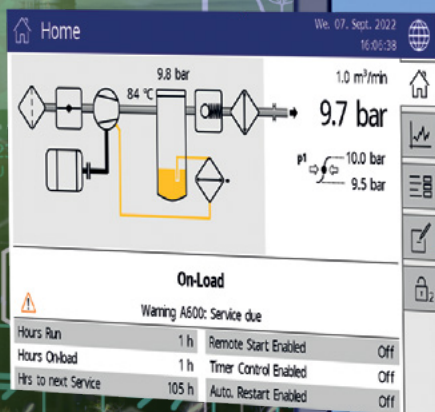 Home
We. 07. Sept. 2022
16:06:38
9.8 bar
84 °C
1.0 m³/min
9.7 bar
p1
10.0 bar
9.5 bar
On-Load
Warning A600: Service due
Hours Run 1 h Remote Start Enabled Off
Hours On-load 1 h Timer Control Enabled Off
Hrs to next Service 105 h Auto. Restart Enabled Off
2